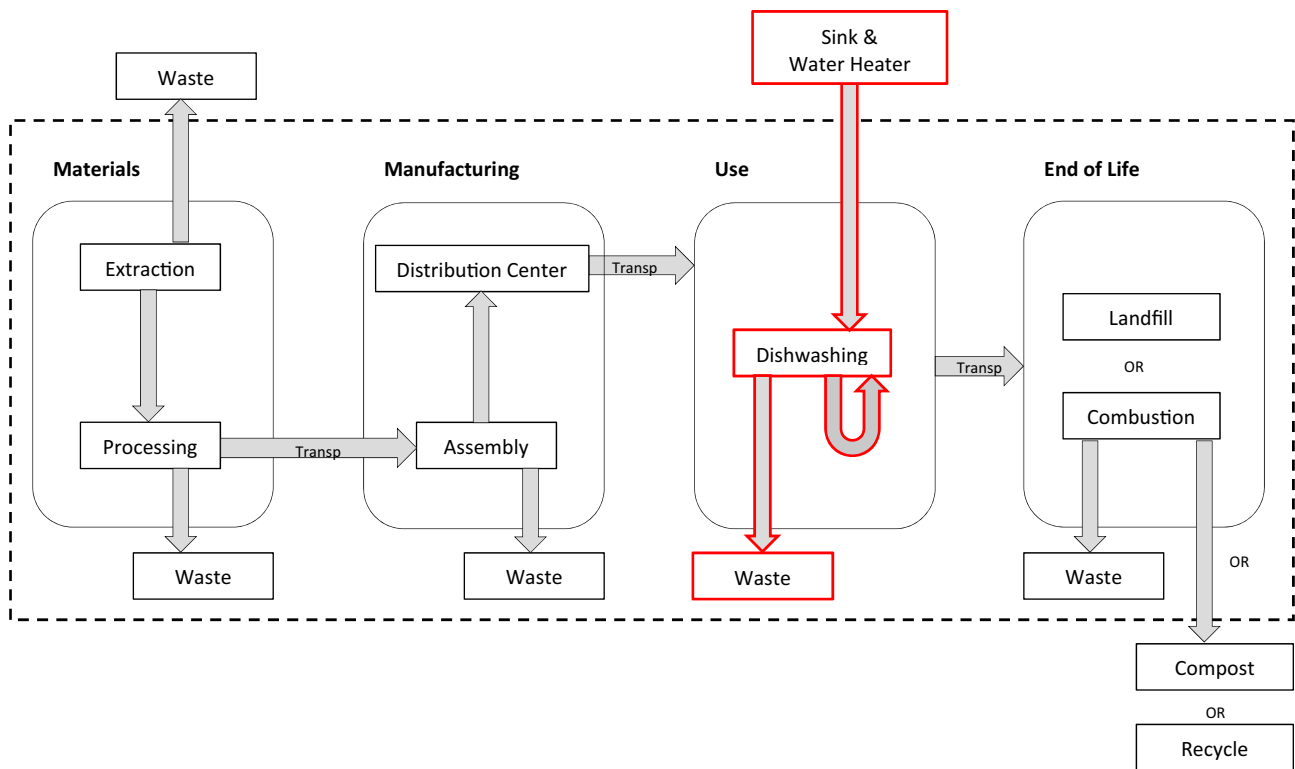 Sink &
Water Heater
Waste
Materials
Manufacturing
Use
End of Life
Extraction
Distribution Center
Transp
Landfill
Dishwashing
OR
Transp
Combustion
Processing
Transp
Assembly
Waste
Waste
Waste
Waste
OR
Compost
OR
Recycle